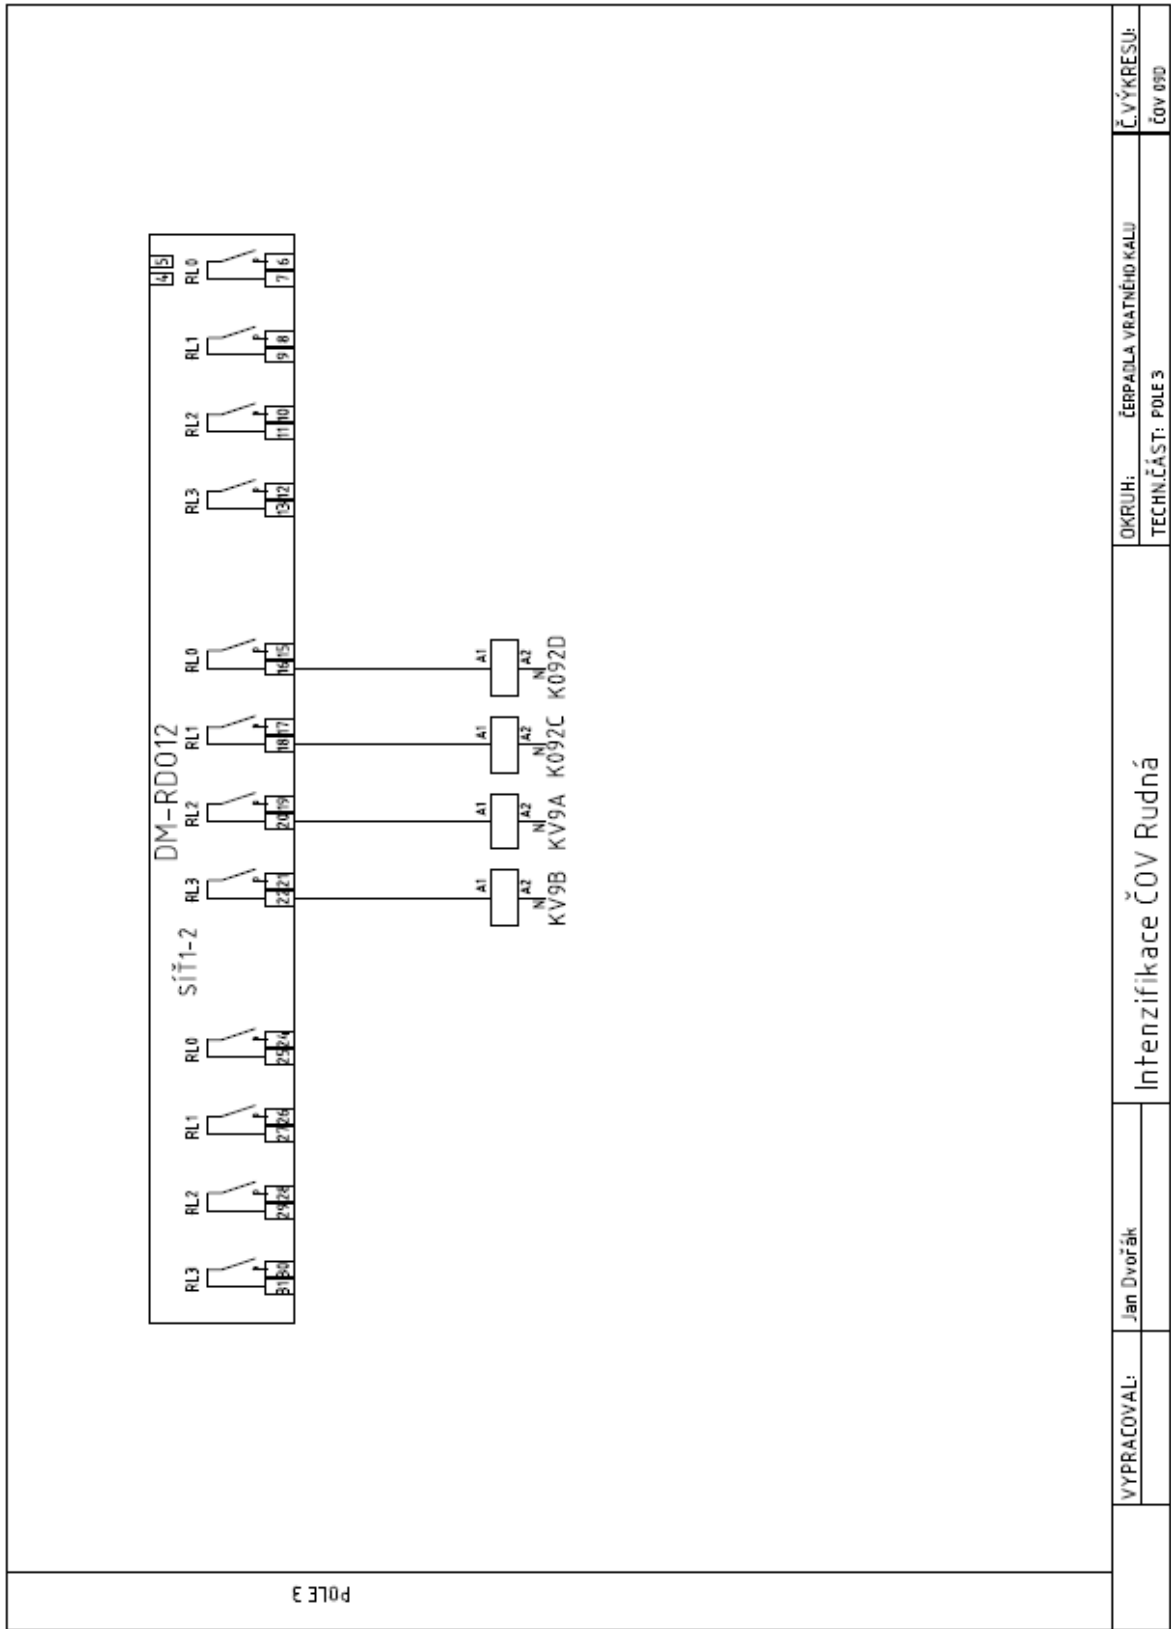 POLE 3
DM-RDO12
SÍŤ1-2
4 5
RL3 RL2 RL1 RL0 RL3 RL2 RL1 RL0 RL3 RL2 RL1 RL0
31 30 29 28 27 26 25 24 22 21 20 19 18 17 16 15 13 12 11 10 9 8 7 6
A1 A1 A1 A1
A2 A2 A2 A2
N N N N
KV9B KV9A K092C K092D
VYPRACOVAL:
Jan Dvořák
Intenzifikace ČOV Rudná
OKRUH: ČERPADLA VRATNÉHO KALU
TECHN.ČÁST: POLE 3
Č.VÝKRESU:
ČOV 09D